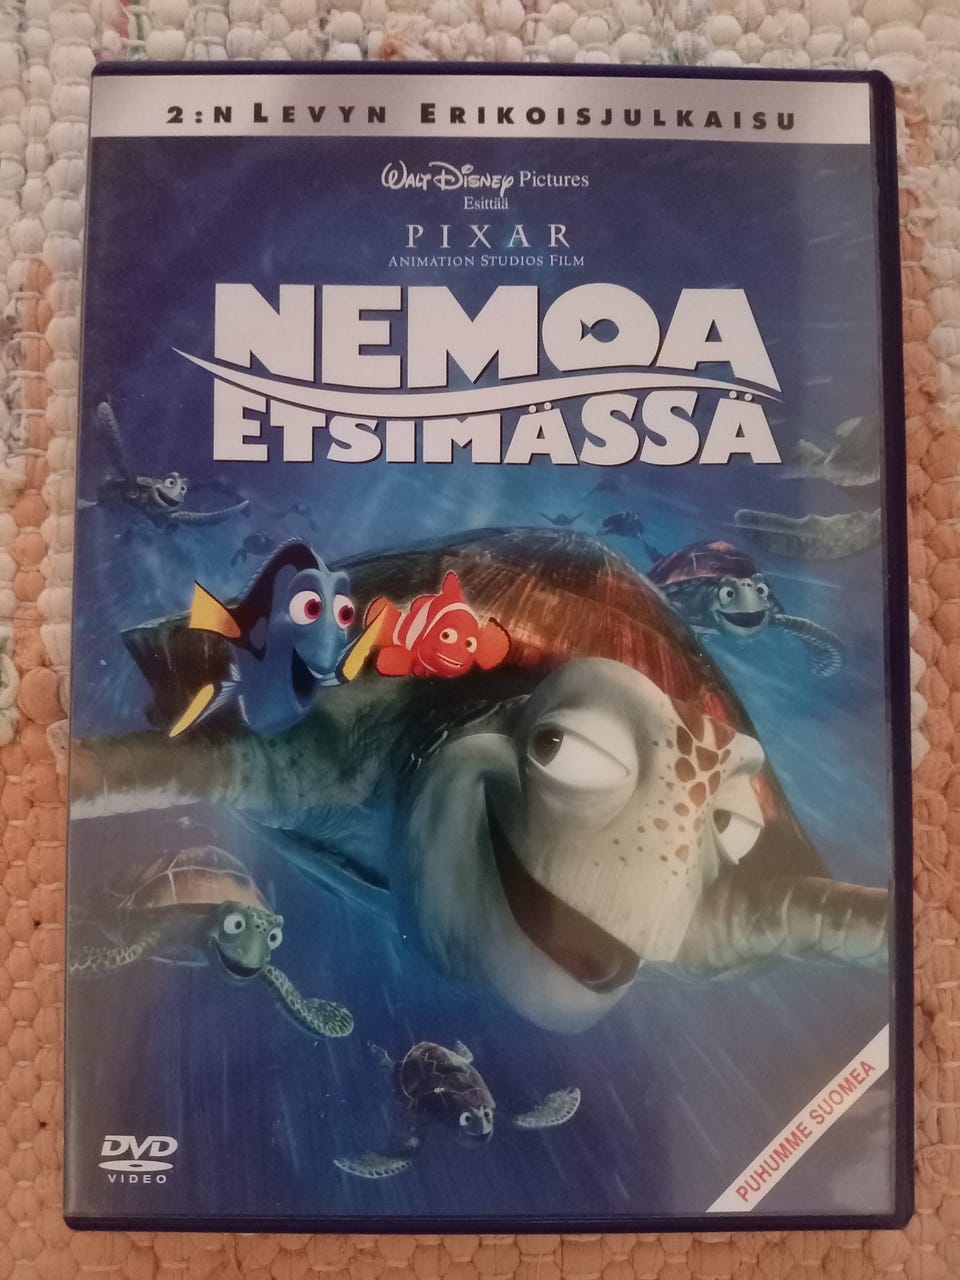 2:N LEVYN ERIKOISJULKAISU
WALT DISNEY Pictures
Esittää
PIXAR
ANIMATION STUDIOS FILM
NEMOA
ETSIMÄSSÄ
DVD
VIDEO
PUHUMME SUOMEA